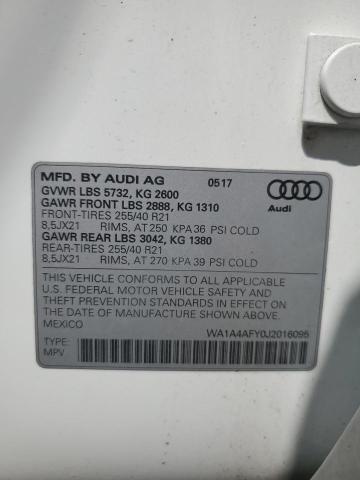 MFD. BY AUDI AG 0517
GVWR LBS 5732, KG 2600
GAWR FRONT LBS 2888, KG 1310
FRONT-TIRES 255/40 R21
8,5JX21 RIMS, AT 250 KPA 36 PSI COLD
GAWR REAR LBS 3042, KG 1380
REAR-TIRES 255/40 R21
8,5JX21 RIMS, AT 270 KPA 39 PSI COLD
Audi
THIS VEHICLE CONFORMS TO ALL APPLICABLE
U.S. FEDERAL MOTOR VEHICLE SAFETY AND
THEFT PREVENTION STANDARDS IN EFFECT ON
THE DATE OF MANUFACTURE SHOWN ABOVE.
MEXICO
WA1A4AFY0J2016095
TYPE:
MPV